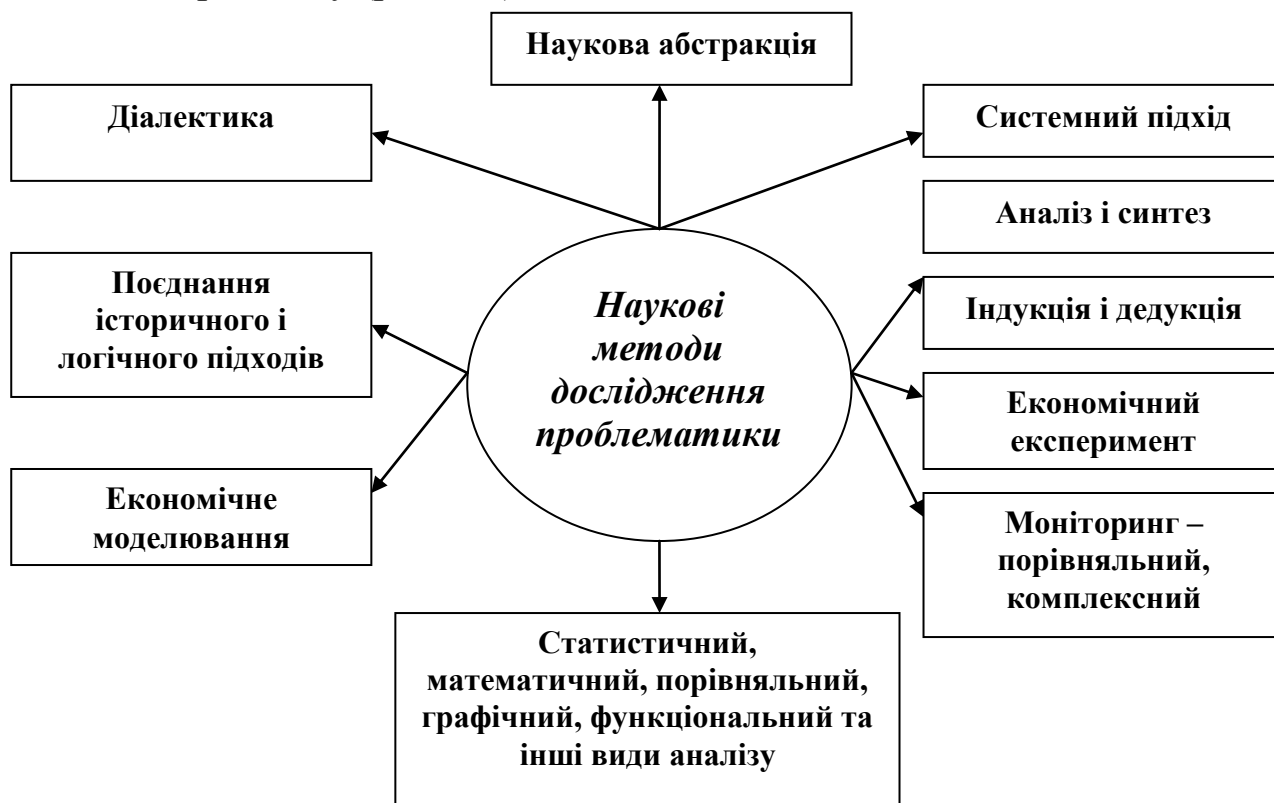 Наукова абстракція
Діалектика
Системний підхід
Аналіз і синтез
Поєднання
історичного і
логічного підходів
Наукові
методи
дослідження
проблематики
Індукція і дедукція
Економічний
експеримент
Економічне
моделювання
Моніторинг –
порівняльний,
комплексний
Статистичний,
математичний, порівняльний,
графічний, функціональний та
інші види аналізу